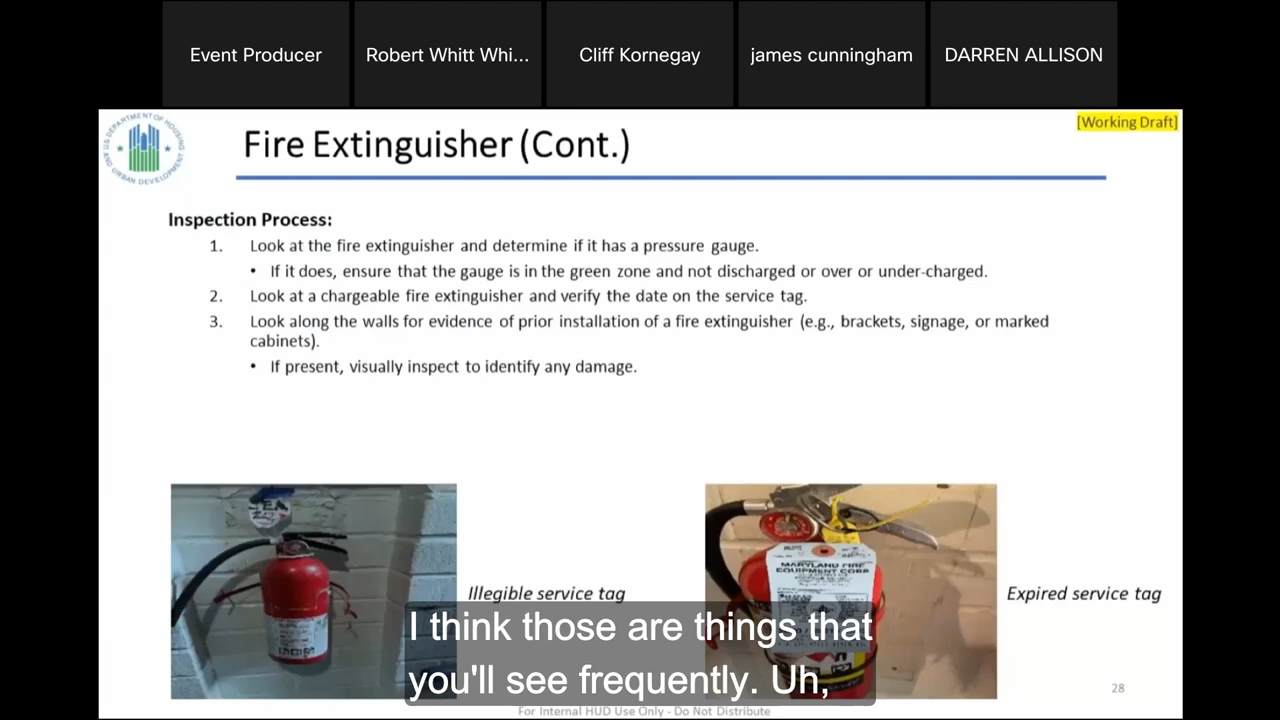 Event Producer
Robert Whitt Whi...
Cliff Kornegay
james cunningham
DARREN ALLISON
[Working Draft]
U.S. DEPARTMENT OF HOUSING
AND URBAN DEVELOPMENT
Fire Extinguisher (Cont.)
Inspection Process:
1. Look at the fire extinguisher and determine if it has a pressure gauge.
• If it does, ensure that the gauge is in the green zone and not discharged or over or under-charged.
2. Look at a chargeable fire extinguisher and verify the date on the service tag.
3. Look along the walls for evidence of prior installation of a fire extinguisher (e.g., brackets, signage, or marked
cabinets).
• If present, visually inspect to identify any damage.
MARYLAND FIRE
EQUIPMENT CORP
Illegible service tag
Expired service tag
I think those are things that
you'll see frequently. Uh,
28
For Internal HUD Use Only - Do Not Distribute